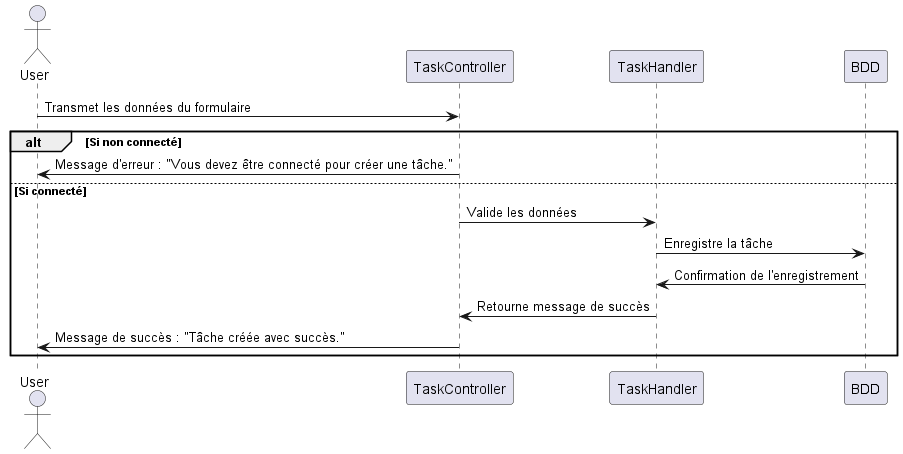 User
TaskController
TaskHandler
BDD
Transmet les données du formulaire
alt
[Si non connecté]
Message d'erreur : "Vous devez être connecté pour créer une tâche."
[Si connecté]
Valide les données
Enregistre la tâche
Confirmation de l'enregistrement
Retourne message de succès
Message de succès : "Tâche créée avec succès."
User
TaskController
TaskHandler
BDD